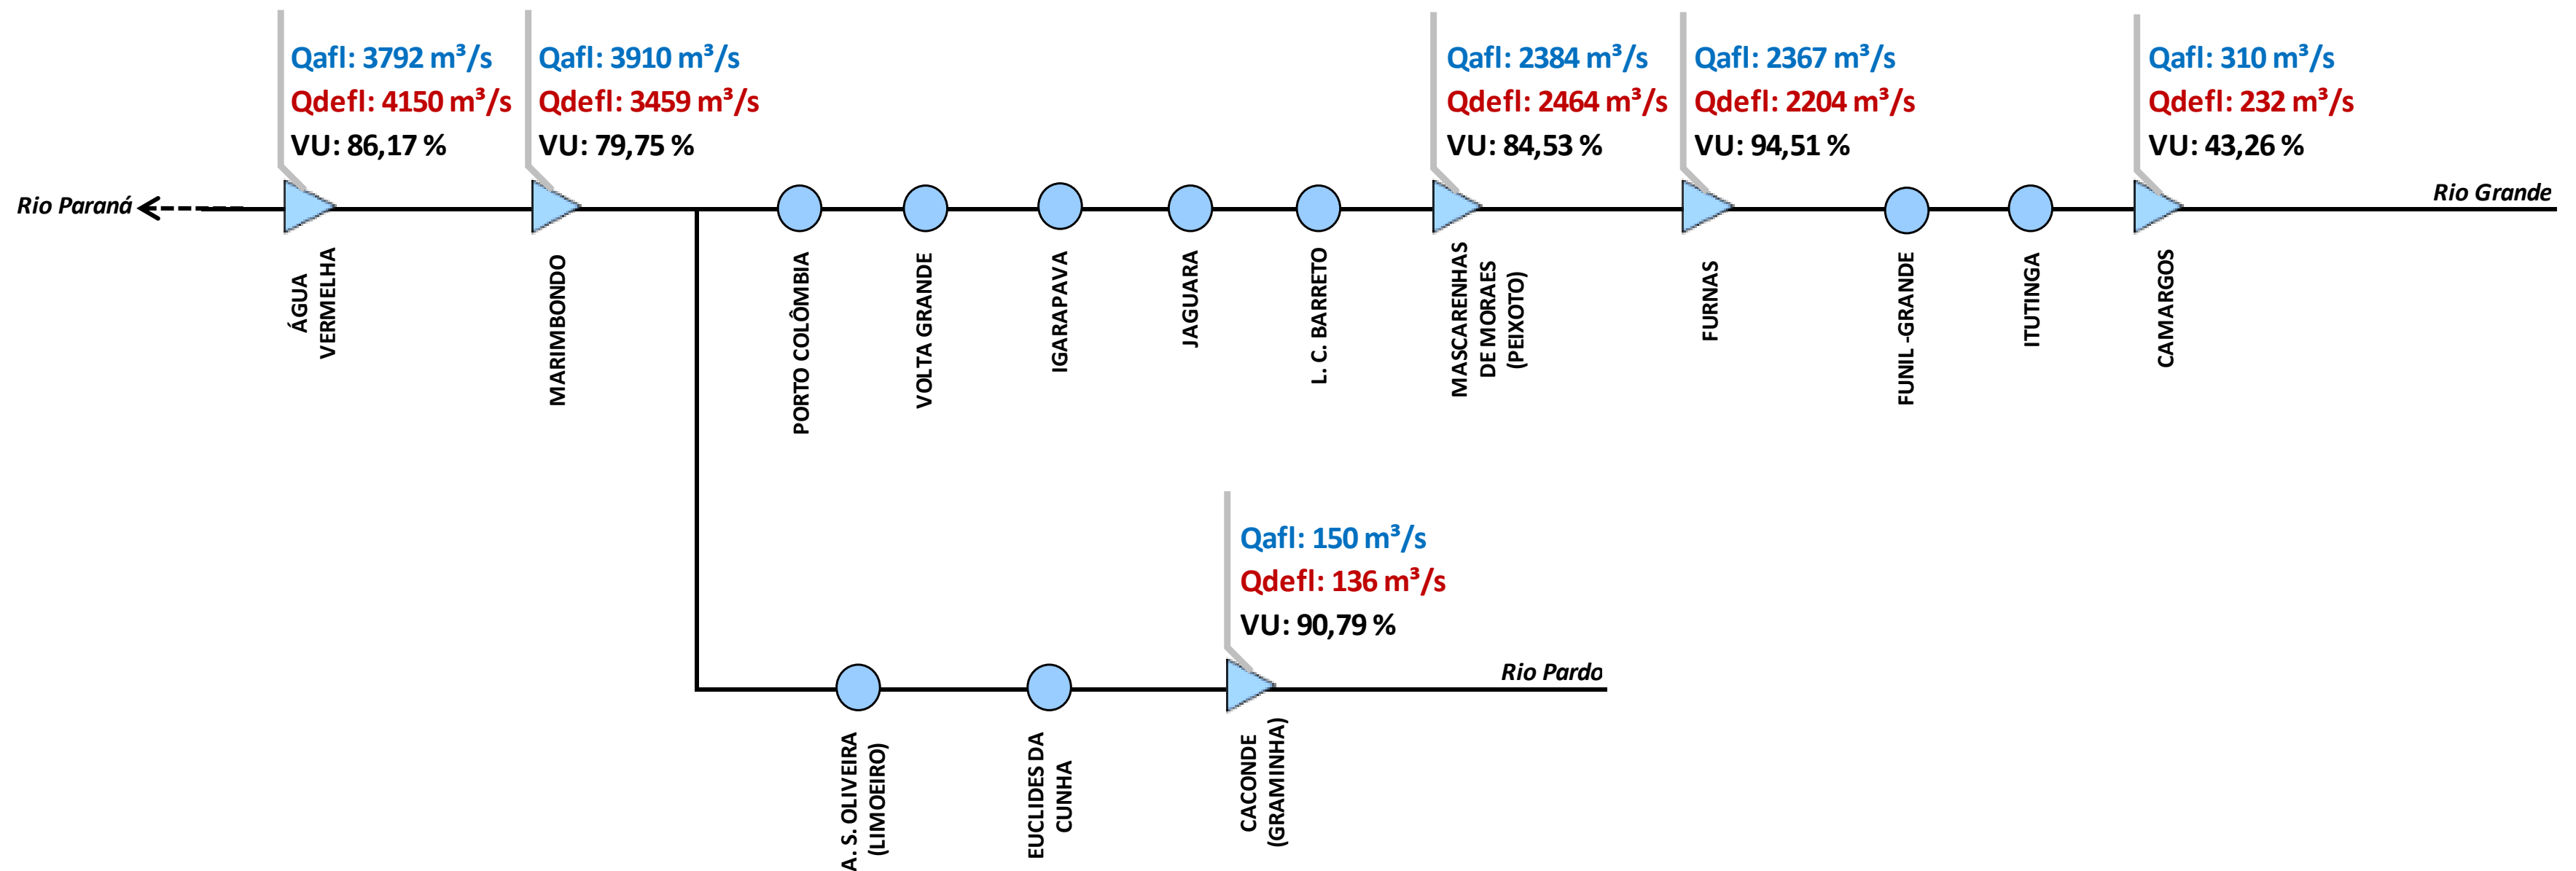 Qafl: 3792 m³/s
Qdefl: 4150 m³/s
VU: 86,17 %
Qafl: 3910 m³/s
Qdefl: 3459 m³/s
VU: 79,75 %
Qafl: 2384 m³/s
Qdefl: 2464 m³/s
VU: 84,53 %
Qafl: 2367 m³/s
Qdefl: 2204 m³/s
VU: 94,51 %
Qafl: 310 m³/s
Qdefl: 232 m³/s
VU: 43,26 %
Rio Paraná
Rio Grande
ÁGUA
VERMELHA
MARIMBONDO
PORTO COLÔMBIA
VOLTA GRANDE
IGARAPAVA
JAGUARA
L. C. BARRETO
MASCARENHAS
DE MORAES
(PEIXOTO)
FURNAS
FUNIL -GRANDE
ITUTINGA
CAMARGOS
Qafl: 150 m³/s
Qdefl: 136 m³/s
VU: 90,79 %
Rio Pardo
A. S. OLIVEIRA
(LIMOEIRO)
EUCLIDES DA
CUNHA
CACONDE
(GRAMINHA)